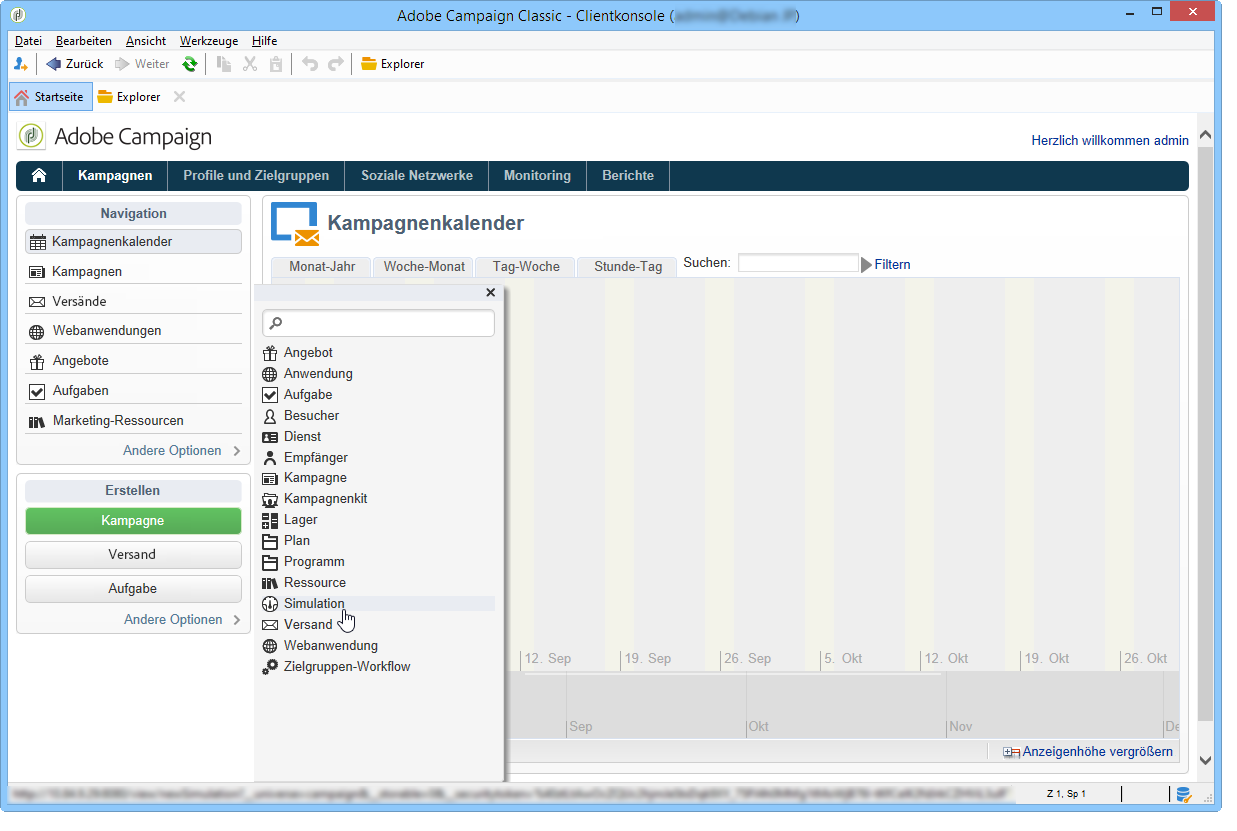 Adobe Campaign Classic - Clientkonsole (
Datei Bearbeiten Ansicht Werkzeuge Hilfe
Zurück Weiter Explorer
Startseite Explorer
Adobe Campaign
Herzlich willkommen admin
Kampagnen Profile und Zielgruppen Soziale Netzwerke Monitoring Berichte
Navigation
Kampagnenkalender
Kampagnen
Versände
Webanwendungen
Angebote
Aufgaben
Marketing-Ressourcen
Andere Optionen
Erstellen
Kampagne
Versand
Aufgabe
Andere Optionen
Kampagnenkalender
Monat-Jahr Woche-Monat Tag-Woche Stunde-Tag Suchen: Filtern
Angebot
Anwendung
Aufgabe
Besucher
Dienst
Empfänger
Kampagne
Kampagnenkit
Lager
Plan
Programm
Ressource
Simulation
Versand
Webanwendung
Zielgruppen-Workflow
12. Sep 19. Sep 26. Sep 5. Okt 12. Okt 19. Okt 26. Okt
Sep Okt Nov De
Anzeigenhöhe vergrößern
Z 1, Sp 1